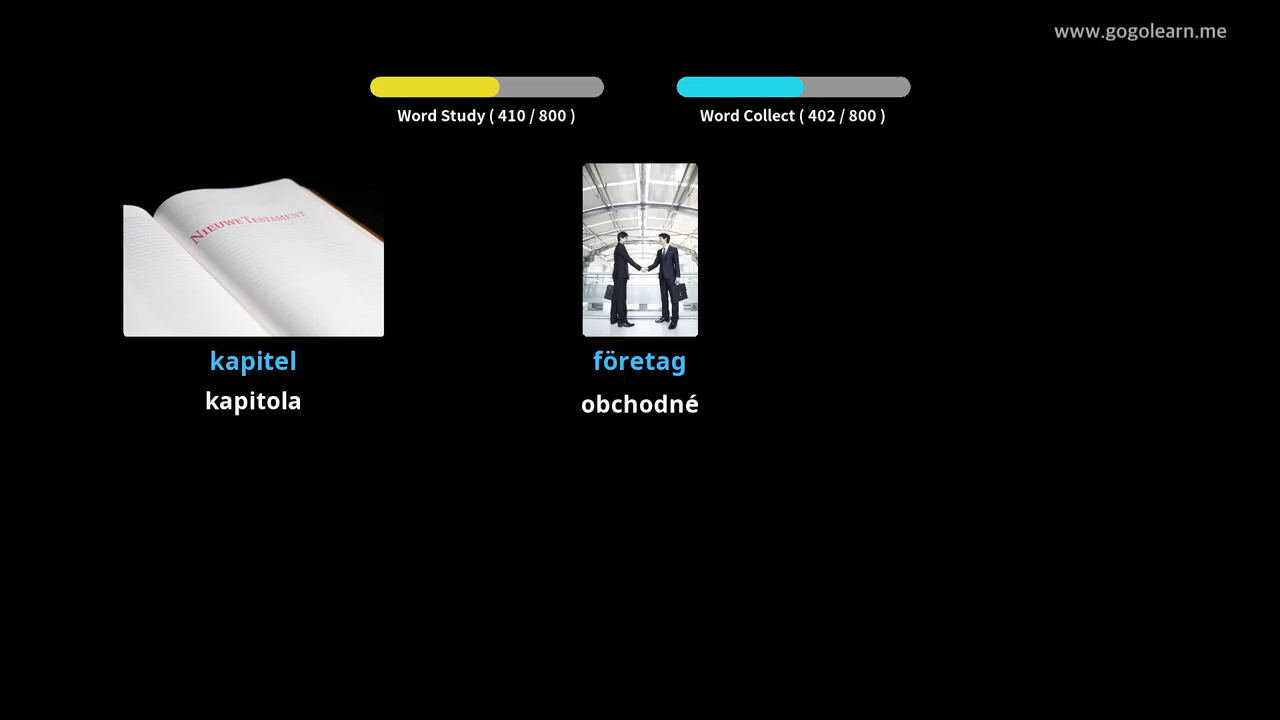 www.gogolearn.me
Word Study ( 410 / 800 )
Word Collect ( 402 / 800 )
NIEUWE TESTAMENT
kapitel
kapitola
företag
obchodné